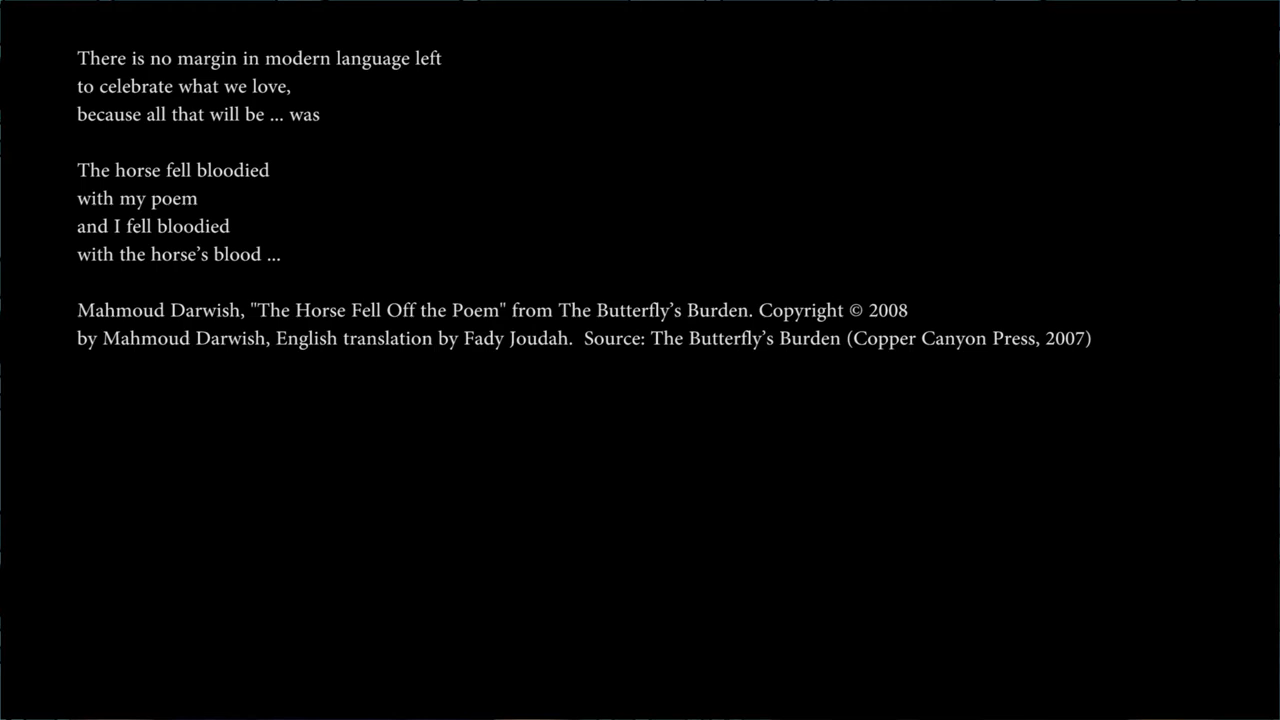 There is no margin in modern language left
to celebrate what we love,
because all that will be ... was
The horse fell bloodied
with my poem
and I fell bloodied
with the horse’s blood ...
Mahmoud Darwish, "The Horse Fell Off the Poem" from The Butterfly’s Burden. Copyright © 2008
by Mahmoud Darwish, English translation by Fady Joudah.  Source: The Butterfly’s Burden (Copper Canyon Press, 2007)